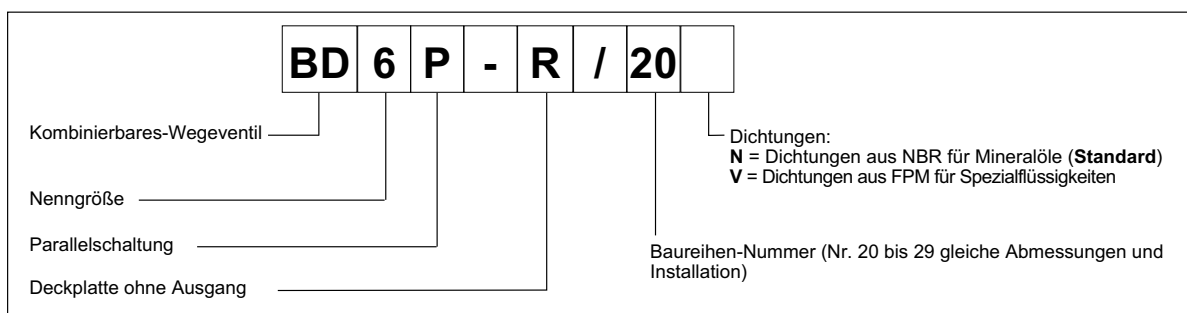 BD 6 P - R / 20
Kombinierbares-Wegeventil
Nenngröße
Parallelschaltung
Deckplatte ohne Ausgang
Dichtungen:
N = Dichtungen aus NBR für Mineralöle (Standard)
V = Dichtungen aus FPM für Spezialflüssigkeiten
Baureihen-Nummer (Nr. 20 bis 29 gleiche Abmessungen und
Installation)